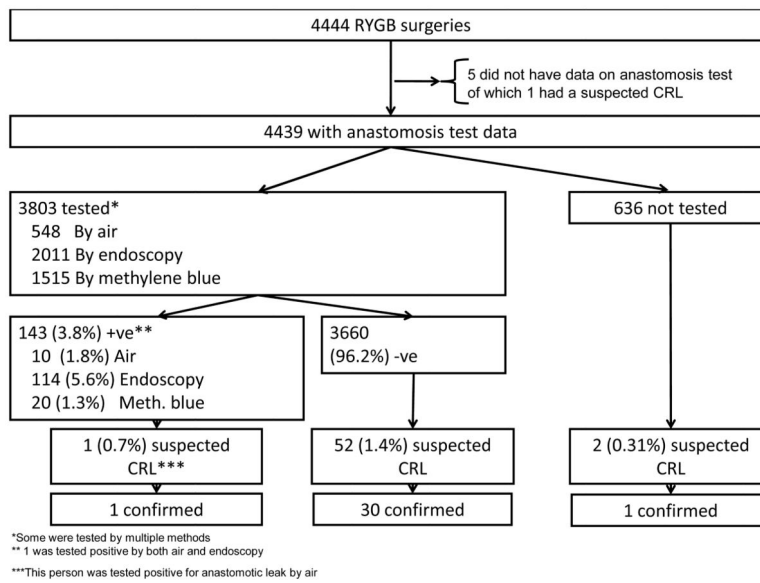 4444 RYGB surgeries
5 did not have data on anastomosis test
of which 1 had a suspected CRL
4439 with anastomosis test data
3803 tested*
548 By air
2011 By endoscopy
1515 By methylene blue
636 not tested
143 (3.8%) +ve**
10 (1.8%) Air
114 (5.6%) Endoscopy
20 (1.3%) Meth. blue
3660
(96.2%) -ve
1 (0.7%) suspected
CRL***
52 (1.4%) suspected
CRL
2 (0.31%) suspected
CRL
1 confirmed
30 confirmed
1 confirmed
*Some were tested by multiple methods
** 1 was tested positive by both air and endoscopy
***This person was tested positive for anastomotic leak by air